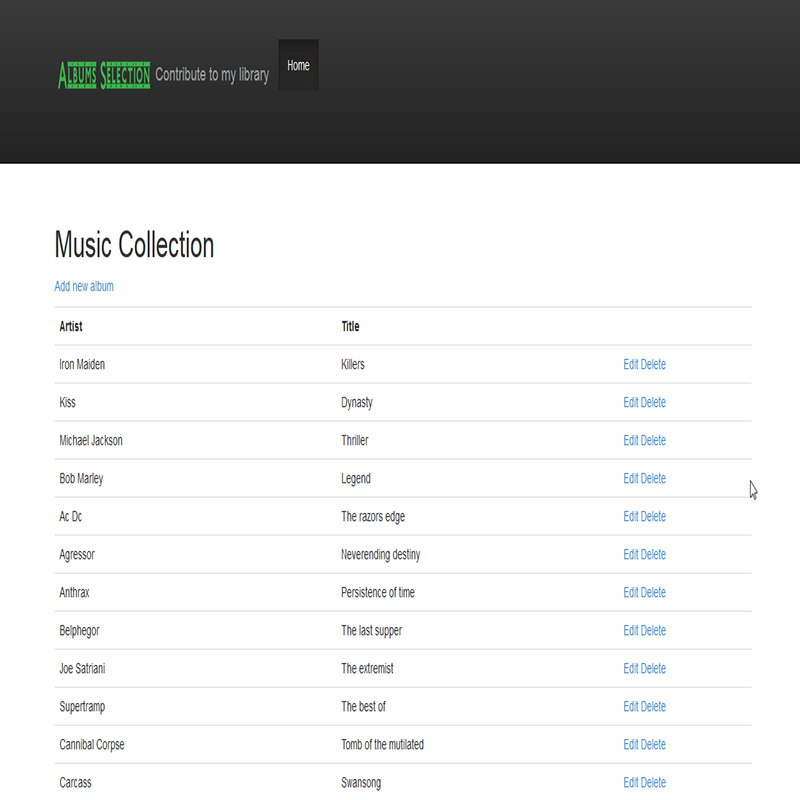 Albums Selection Contribute to my library Home
Music Collection
Add new album
Artist Title
Iron Maiden Killers Edit Delete
Kiss Dynasty Edit Delete
Michael Jackson Thriller Edit Delete
Bob Marley Legend Edit Delete
Ac Dc The razors edge Edit Delete
Agressor Neverending destiny Edit Delete
Anthrax Persistence of time Edit Delete
Belphegor The last supper Edit Delete
Joe Satriani The extremist Edit Delete
Supertramp The best of Edit Delete
Cannibal Corpse Tomb of the mutilated Edit Delete
Carcass Swansong Edit Delete